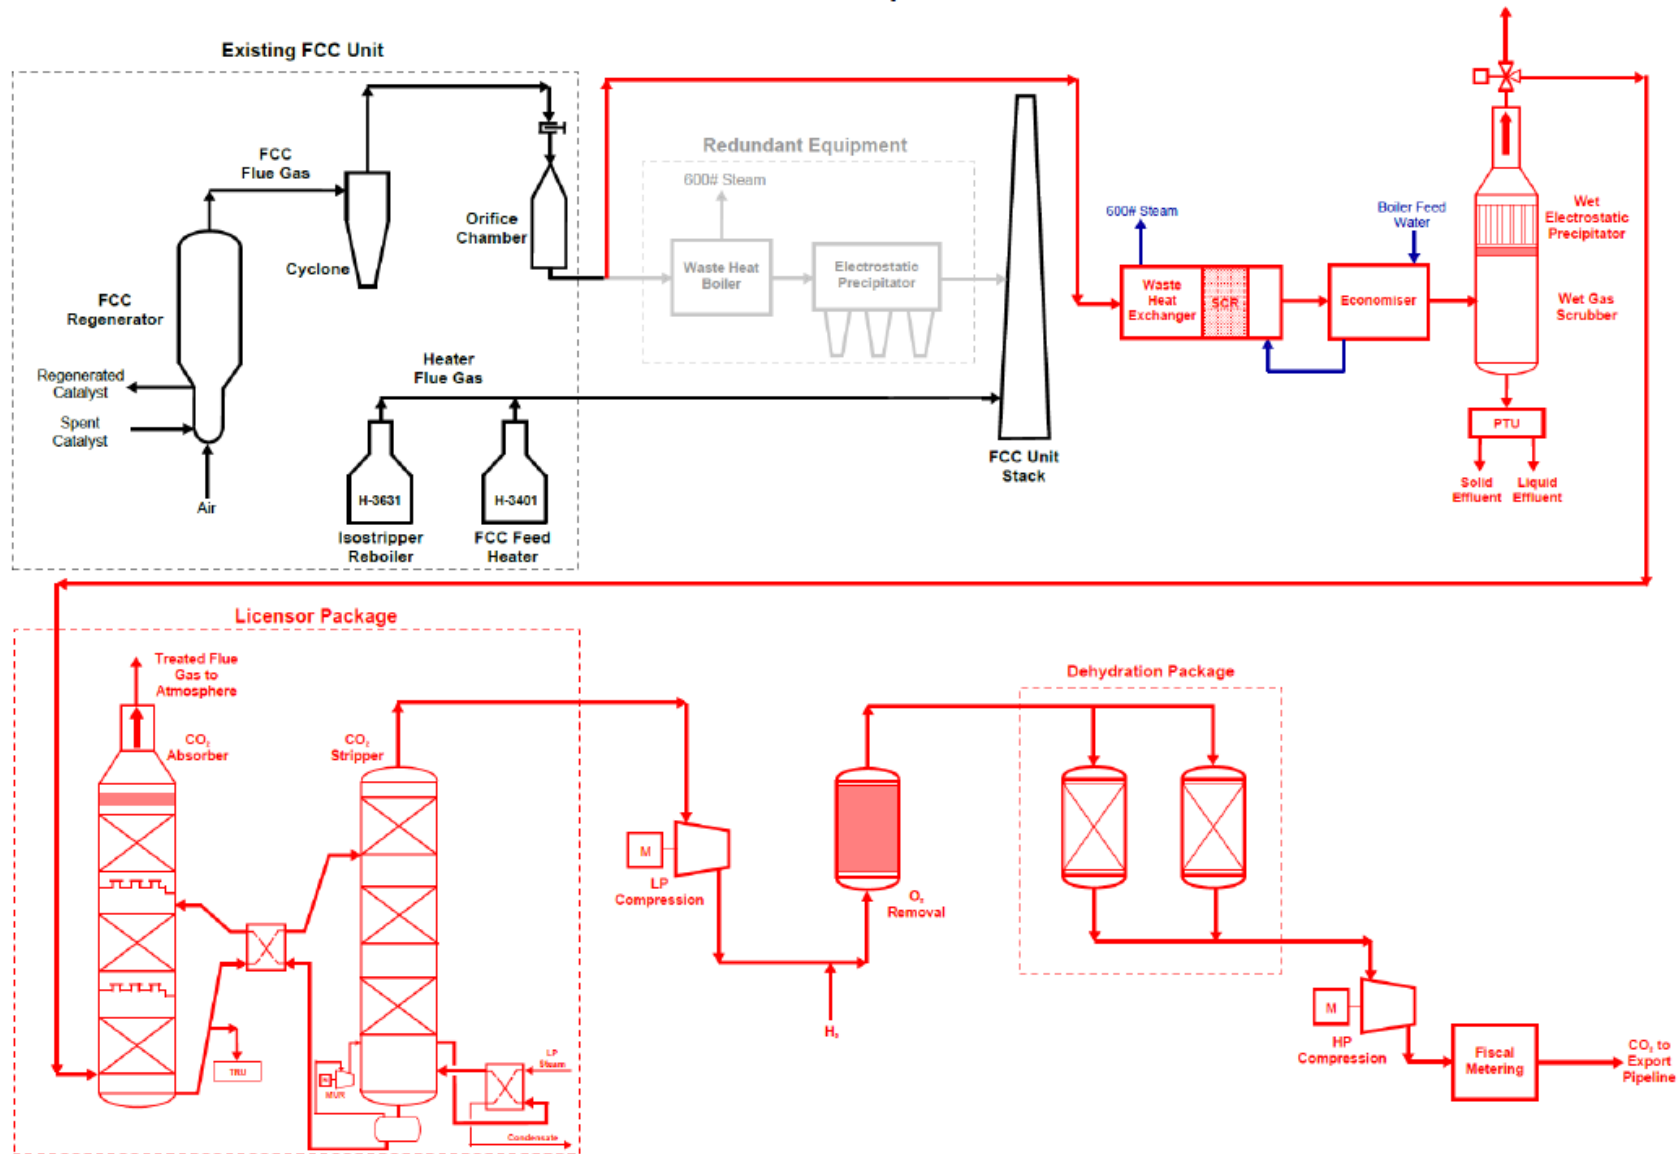 Existing FCC Unit
FCC
Flue Gas
Cyclone
Orifice
Chamber
FCC
Regenerator
Regenerated
Catalyst
Spent
Catalyst
Air
Heater
Flue Gas
H-3631
Isostripper
Reboiler
H-3401
FCC Feed
Heater
Redundant Equipment
600# Steam
Waste Heat
Boiler
Electrostatic
Precipitator
FCC Unit
Stack
600# Steam
Waste
Heat
Exchanger
SCR
Boiler Feed
Water
Economiser
Wet
Electrostatic
Precipitator
Wet Gas
Scrubber
PTU
Solid
Effluent
Liquid
Effluent
Licensor Package
Treated Flue
Gas to
Atmosphere
CO₂
Absorber
CO₂
Stripper
TRU
MVR
LP
Steam
Condensate
M
LP
Compression
H₂
O₂
Removal
Dehydration Package
M
HP
Compression
Fiscal
Metering
CO₂ to
Export
Pipeline